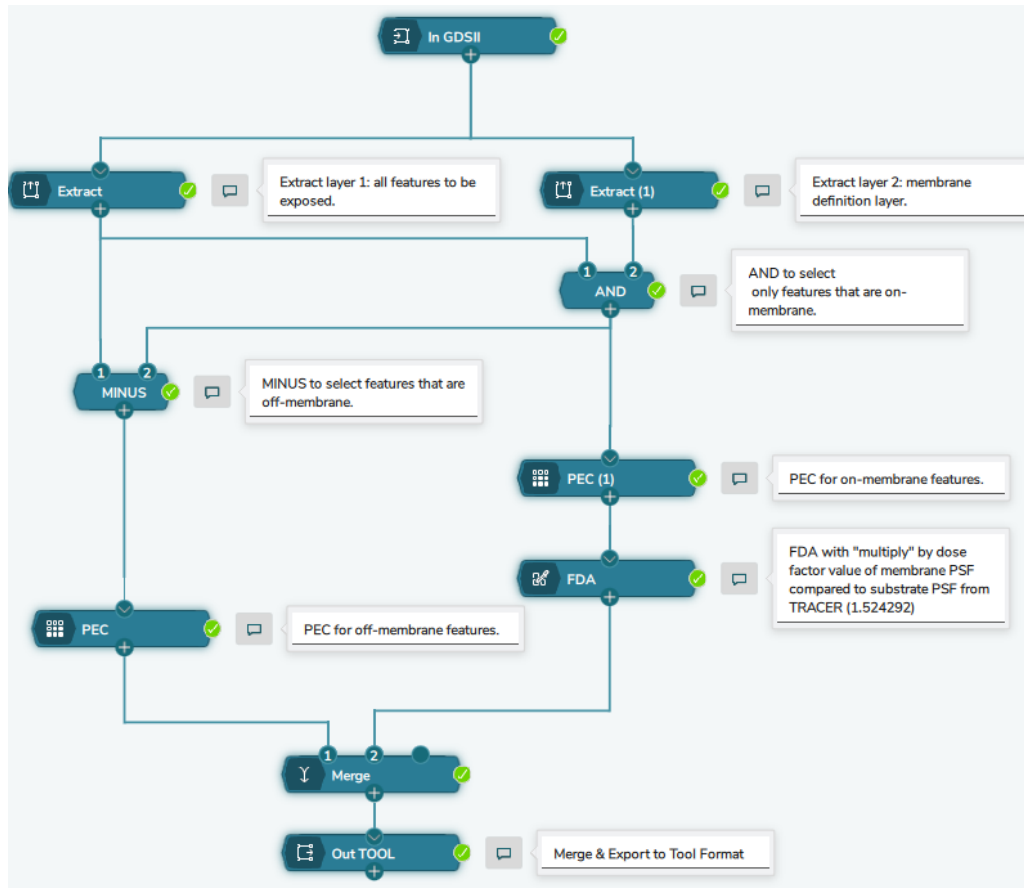 In GDSII
Extract
Extract layer 1: all features to be
exposed.
Extract (1)
Extract layer 2: membrane
definition layer.
1 2
AND
AND to select
only features that are on-
membrane.
1 2
MINUS
MINUS to select features that are
off-membrane.
PEC (1)
PEC for on-membrane features.
FDA
FDA with "multiply" by dose
factor value of membrane PSF
compared to substrate PSF from
TRACER (1.524292)
PEC
PEC for off-membrane features.
1 2
Merge
Out TOOL
Merge & Export to Tool Format